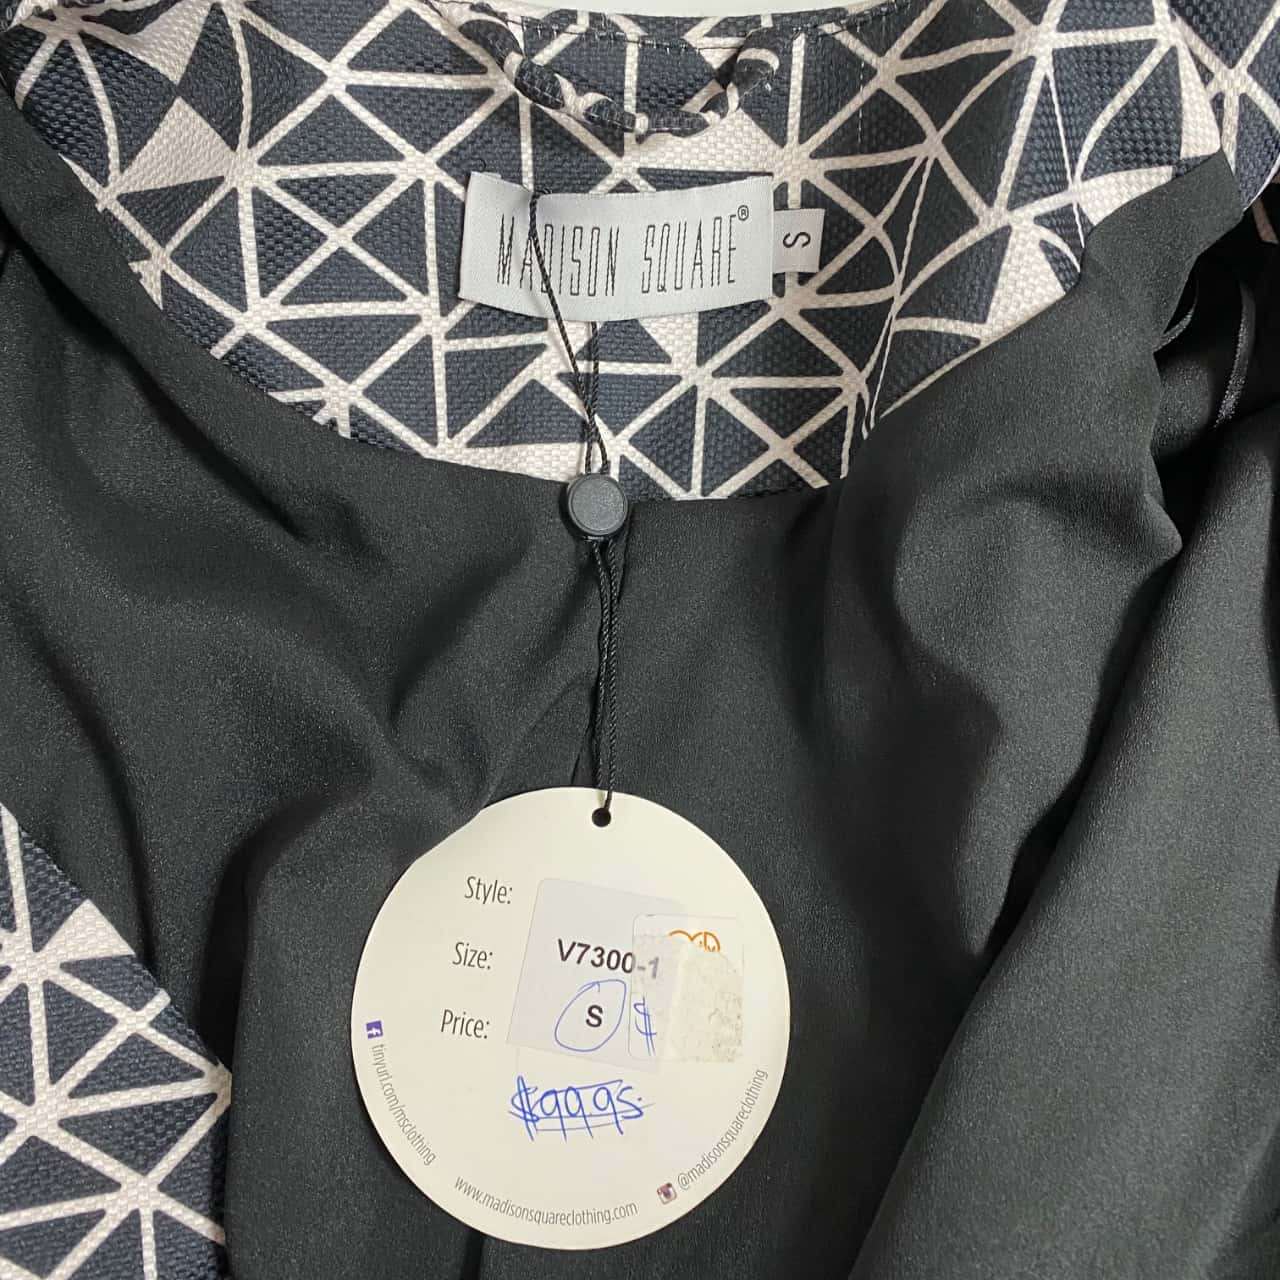 MADISON SQUARE®
S
Style:
Size:
V7300-1
Price:
S
$
$99.95
tinyurl.com/msclothing
www.madisonsquareclothing.com
@madisonsquareclothing